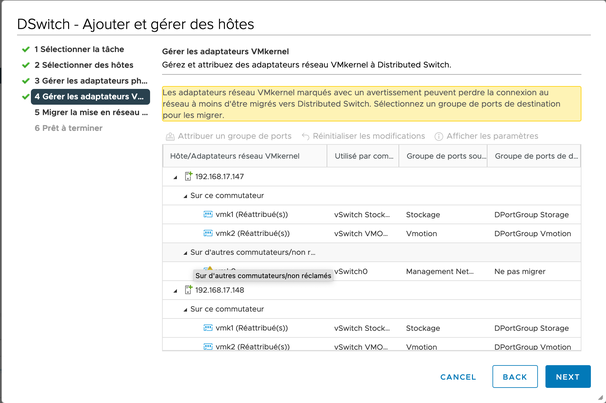 DSwitch - Ajouter et gérer des hôtes
1 Sélectionner la tâche
2 Sélectionner des hôtes
3 Gérer les adaptateurs ph...
4 Gérer les adaptateurs V...
5 Migrer la mise en réseau ...
6 Prêt à terminer
Gérer les adaptateurs VMkernel
Gérez et attribuez des adaptateurs réseau VMkernel à Distributed Switch.
Les adaptateurs réseau VMkernel marqués avec un avertissement peuvent perdre la connexion au
réseau à moins d'être migrés vers Distributed Switch. Sélectionnez un groupe de ports de destination
pour les migrer.
Attribuer un groupe de ports Réinitialiser les modifications Afficher les paramètres
Hôte/Adaptateurs réseau VMkernel Utilisé par com... Groupe de ports sou... Groupe de ports de d...
192.168.17.147
Sur ce commutateur
vmk1 (Réattribué(s)) vSwitch Stock... Stockage DPortGroup Storage
vmk2 (Réattribué(s)) vSwitch VMO... Vmotion DPortGroup Vmotion
Sur d'autres commutateurs/non r...
vSwitch0 Management Net... Ne pas migrer
Sur d'autres commutateurs/non réclamés
192.168.17.148
Sur ce commutateur
vmk1 (Réattribué(s)) vSwitch Stock... Stockage DPortGroup Storage
vmk2 (Réattribué(s)) vSwitch VMO... Vmotion DPortGroup Vmotion
CANCEL BACK NEXT